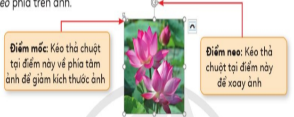 ẻo phía trên ảnh.
Điểm mốc: Kéo thả chuột
tại điểm này về phía tâm
ảnh để giảm kích thước ảnh
Điểm neo: Kéo thả
chuột tại điểm này
để xoay ảnh